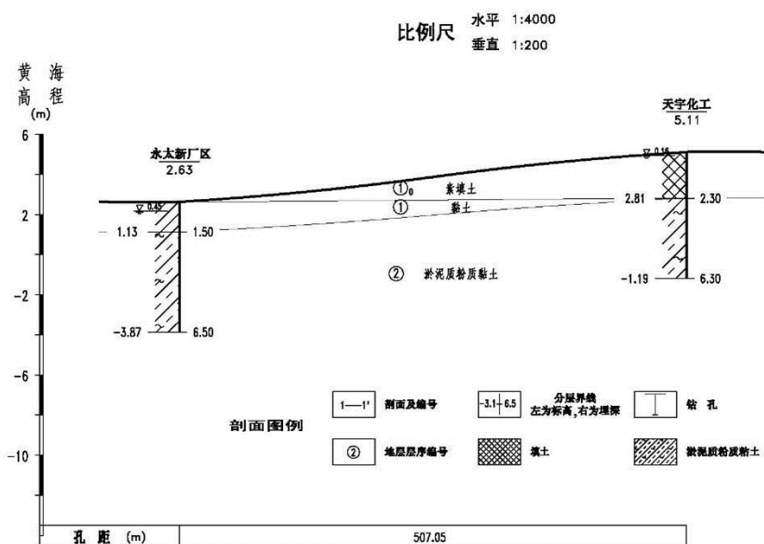 比例尺
水平 1:4000
垂直 1:200
黄 海
高 程
(m)
天宇化工
5.11
永太新厂区
2.63
6
2
-2
-6
-10
0.45
0.16
①₀ 素填土
① 黏土
② 淤泥质粉质黏土
1.13 1.50
-3.87 6.50
2.81 2.30
-1.19 6.30
剖面图例
1—1' 剖面及编号
-3.1 6.5 分层界线
左为标高,右为埋深
钻 孔
② 地层层序编号
填土
淤泥质粉质黏土
孔 距 (m) 507.05